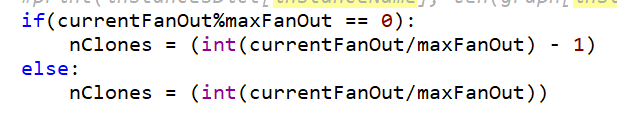 if(currentFanOut%maxFanOut == 0):
    nClones = (int(currentFanOut/maxFanOut) - 1)
else:
    nClones = (int(currentFanOut/maxFanOut))